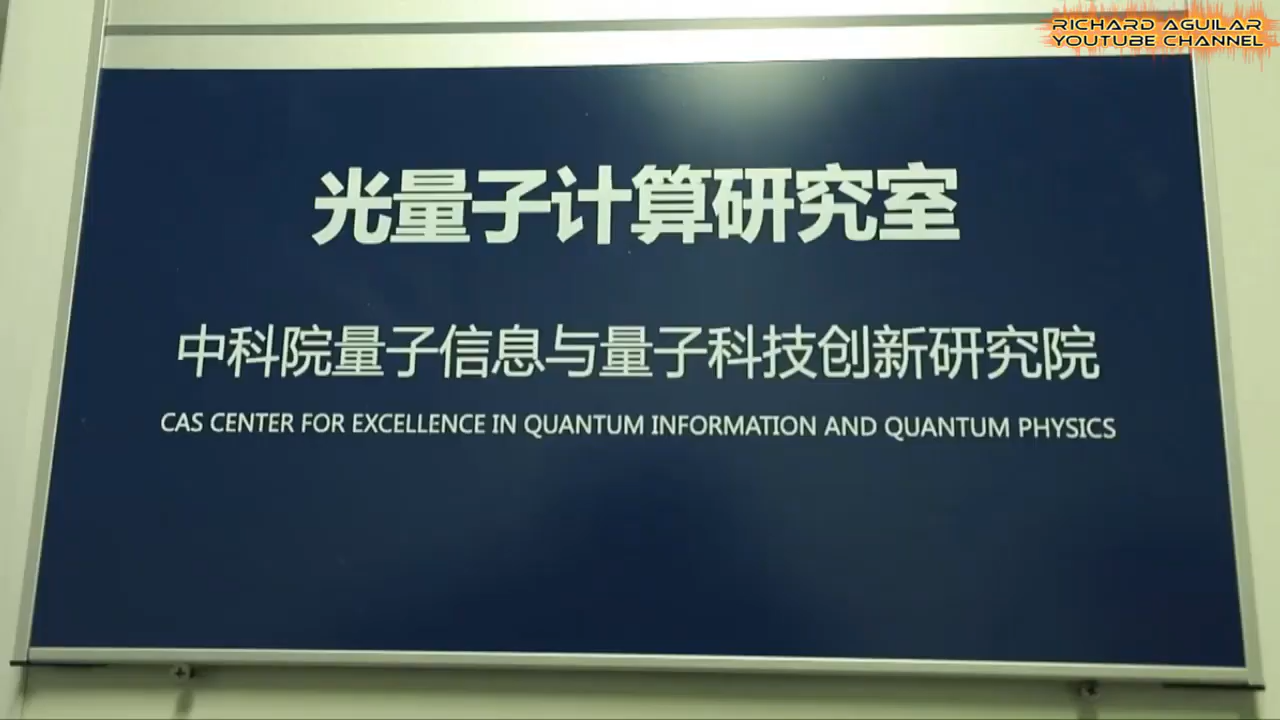 RICHARD AGUILAR
YOUTUBE CHANNEL
光量子计算研究室
中科院量子信息与量子科技创新研究院
CAS CENTER FOR EXCELLENCE IN QUANTUM INFORMATION AND QUANTUM PHYSICS